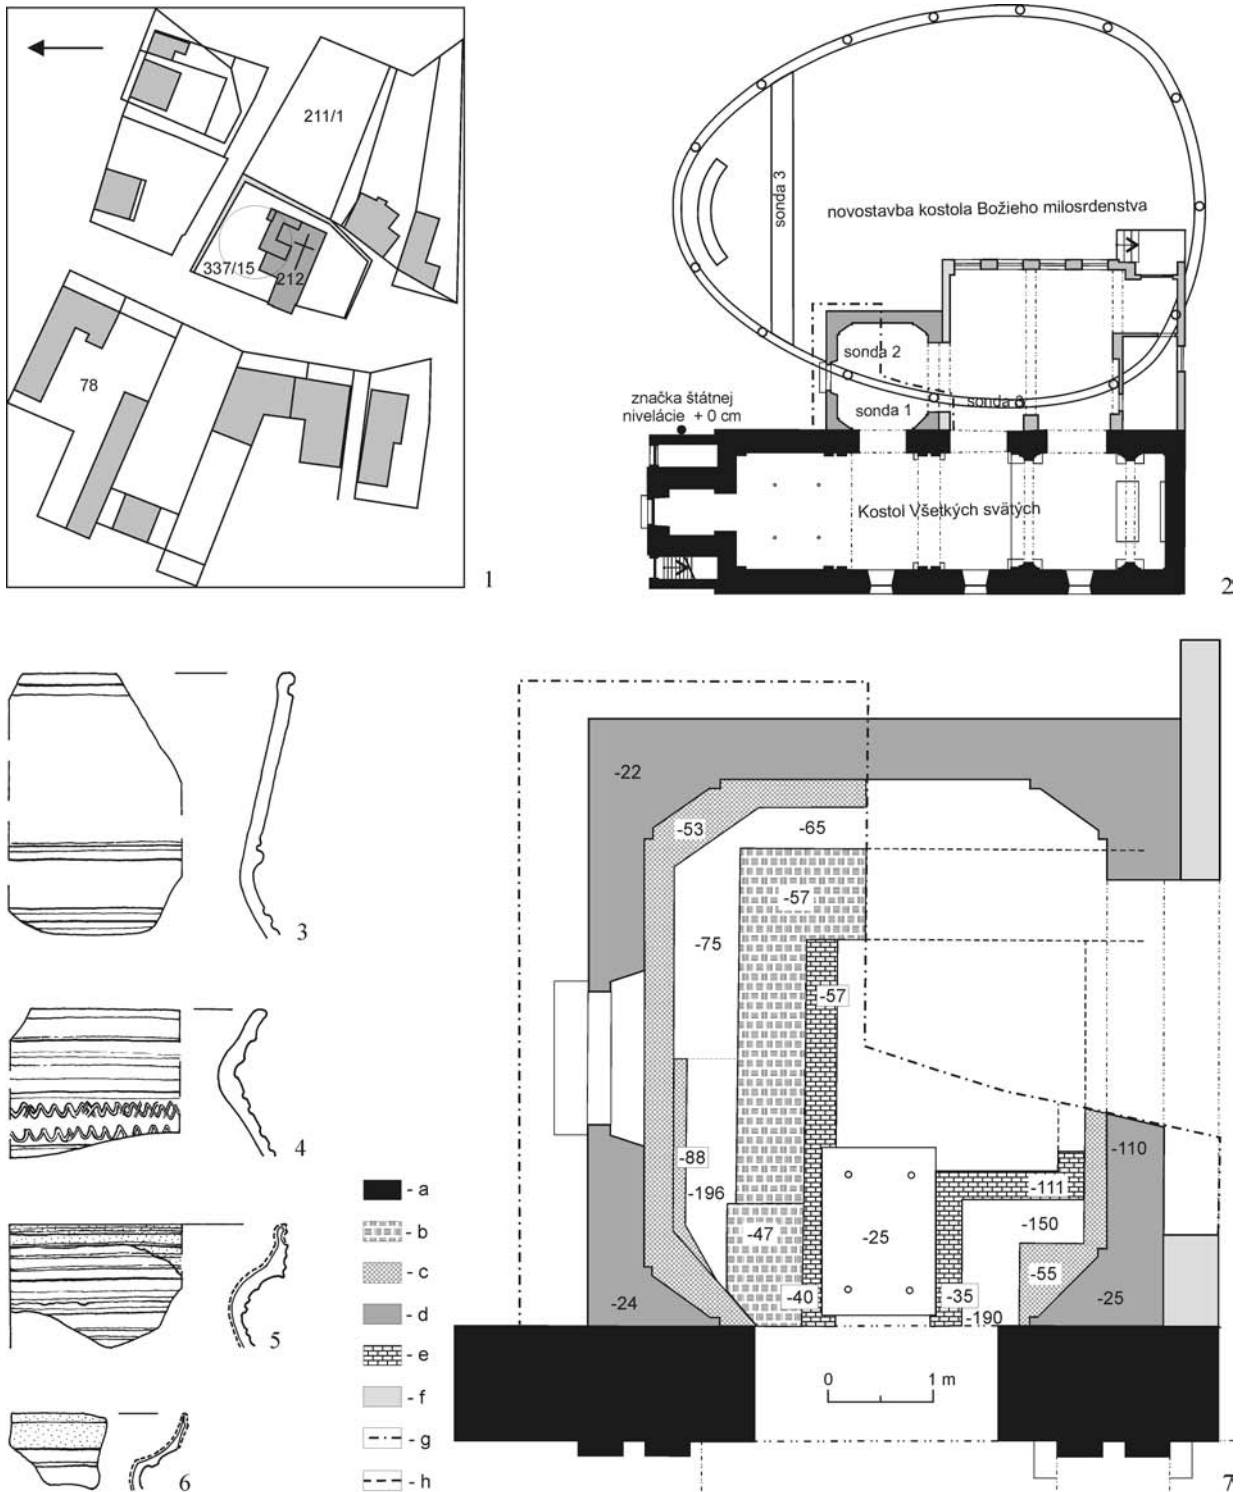 211/1
337/15
212
78
1
sonda 3
novostavba kostola Božieho milosrdenstva
sonda 2
sonda 1
sonda 3
značka štátnej
nivelácie + 0 cm
Kostol Všetkých svätých
2
3
4
5
6
- a
- b
- c
- d
- e
- f
- g
- h
-22
-53
-65
-57
-75
-57
-88
-110
-196
-111
-150
-47
-25
-55
-24
-40
-35
-25
-190
0 1 m
7